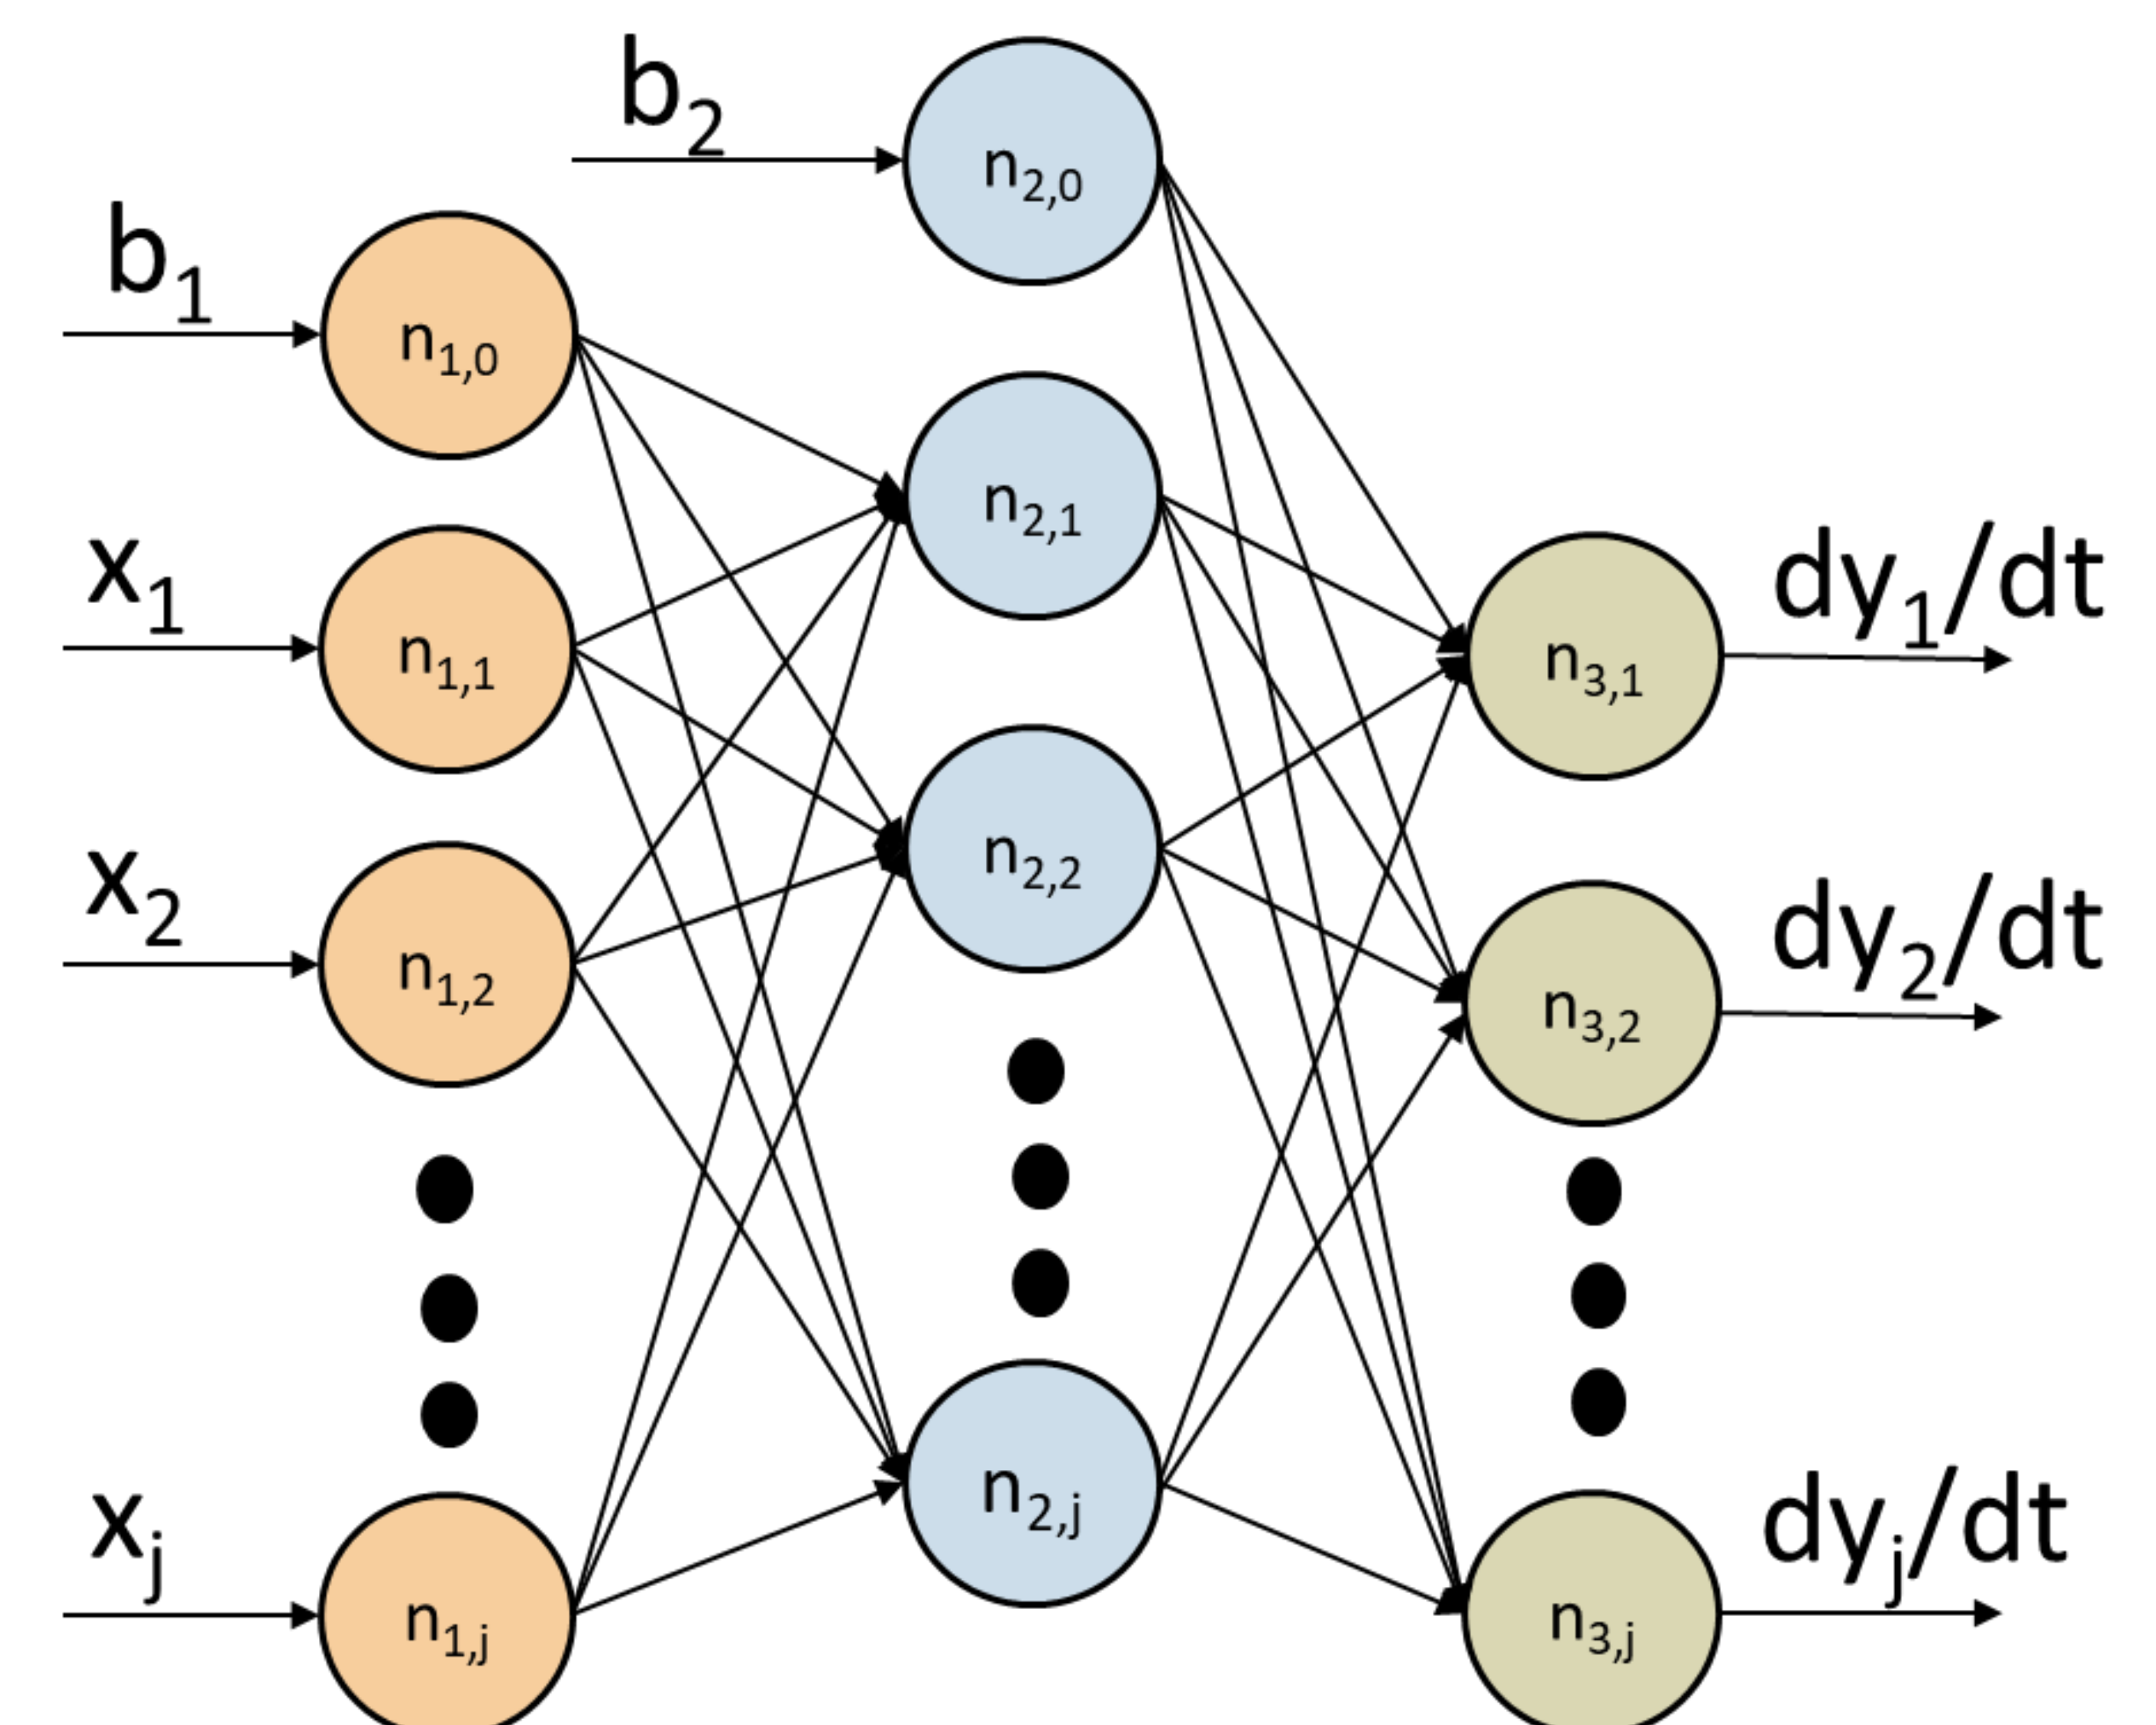 b₂
n₂,₀
b₁
n₁,₀
n₂,₁
x₁
n₁,₁
n₃,₁
dy₁/dt
x₂
n₁,₂
n₂,₂
n₃,₂
dy₂/dt
xⱼ
n₁,ⱼ
n₂,ⱼ
n₃,ⱼ
dyⱼ/dt